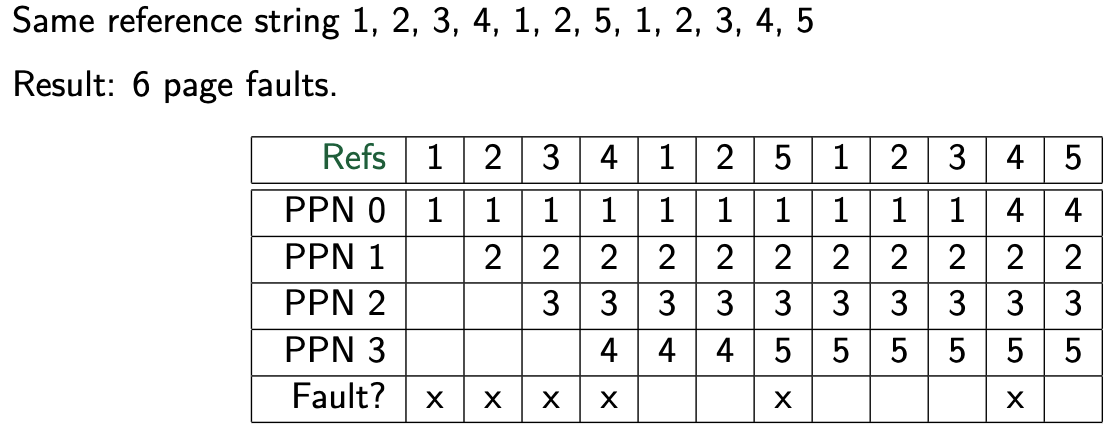 Same reference string 1, 2, 3, 4, 1, 2, 5, 1, 2, 3, 4, 5
Result: 6 page faults.
Refs 1 2 3 4 1 2 5 1 2 3 4 5
PPN 0 1 1 1 1 1 1 1 1 1 1 4 4
PPN 1 2 2 2 2 2 2 2 2 2 2 2
PPN 2 3 3 3 3 3 3 3 3 3 3
PPN 3 4 4 4 5 5 5 5 5 5
Fault? x x x x x x